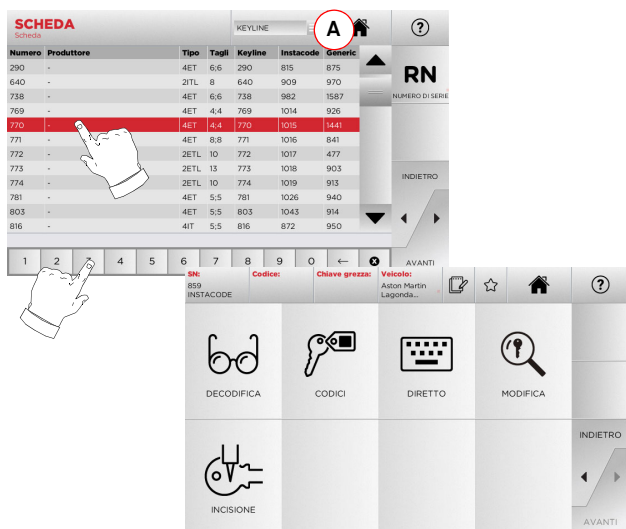 SCHEDA
Scheda
KEYLINE
A
?
Numero Produttore Tipo Tagli Keyline Instacode Generic
290 - 4ET 6;6 290 815 875
640 - 2ITL 8 640 909 970
738 - 4ET 6;6 738 982 1587
769 - 4ET 4;4 769 1014 926
770 - 4ET 4;4 770 1015 1441
771 - 4ET 8;8 771 1016 841
772 - 2ETL 10 772 1017 477
773 - 2ETL 13 773 1018 903
774 - 2ETL 10 774 1019 913
781 - 4ET 5;5 781 1026 940
803 - 4ET 5;5 803 1043 914
816 - 4IT 5;5 816 872 950
RN
NUMERO DI SERIE
INDIETRO
AVANTI
1 2 3 4 5 6 7 8 9 0 ←
SN: Codice: Chiave grezza: Veicolo:
859 Aston Martin
INSTACODE Lagonda...
?
DECODIFICA CODICI DIRETTO MODIFICA
INCISIONE
INDIETRO
AVANTI